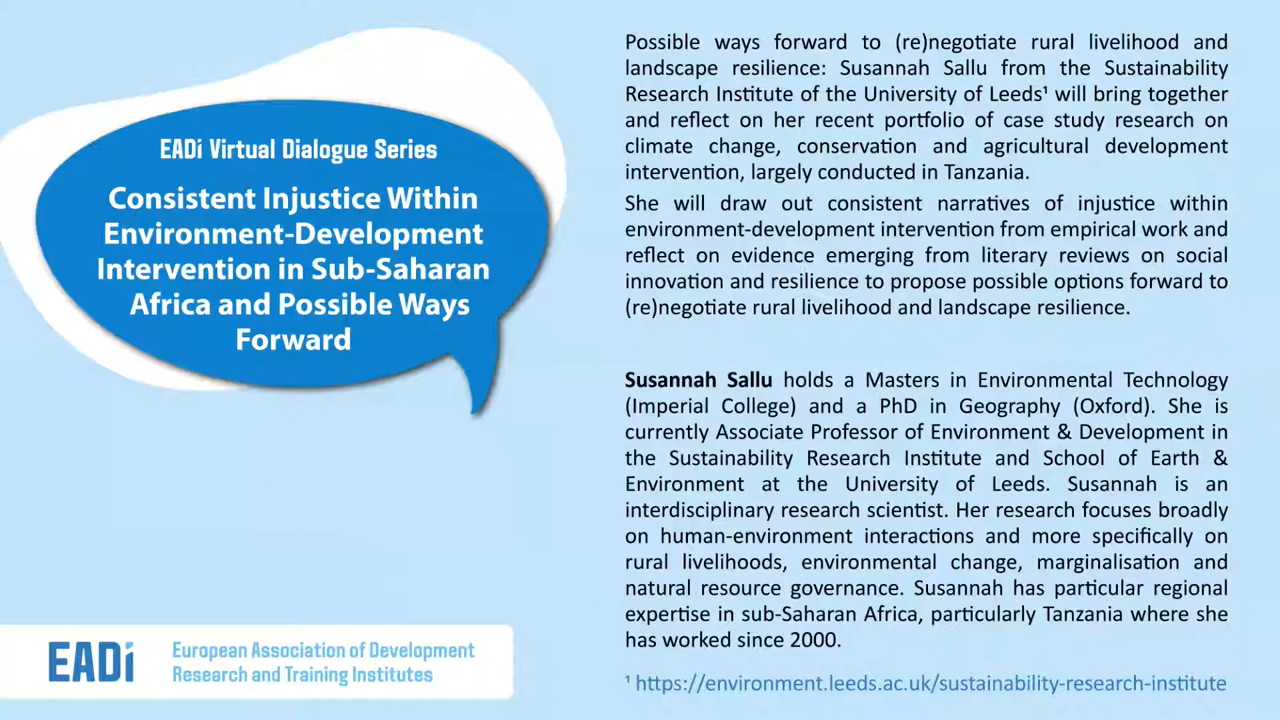 EADi Virtual Dialogue Series
Consistent Injustice Within
Environment-Development
Intervention in Sub-Saharan
Africa and Possible Ways
Forward
EADi
European Association of Development
Research and Training Institutes
Possible ways forward to (re)negotiate rural livelihood and
landscape resilience: Susannah Sallu from the Sustainability
Research Institute of the University of Leeds¹ will bring together
and reflect on her recent portfolio of case study research on
climate change, conservation and agricultural development
intervention, largely conducted in Tanzania.
She will draw out consistent narratives of injustice within
environment-development intervention from empirical work and
reflect on evidence emerging from literary reviews on social
innovation and resilience to propose possible options forward to
(re)negotiate rural livelihood and landscape resilience.
Susannah Sallu holds a Masters in Environmental Technology
(Imperial College) and a PhD in Geography (Oxford). She is
currently Associate Professor of Environment & Development in
the Sustainability Research Institute and School of Earth &
Environment at the University of Leeds. Susannah is an
interdisciplinary research scientist. Her research focuses broadly
on human-environment interactions and more specifically on
rural livelihoods, environmental change, marginalisation and
natural resource governance. Susannah has particular regional
expertise in sub-Saharan Africa, particularly Tanzania where she
has worked since 2000.
¹ https://environment.leeds.ac.uk/sustainability-research-institute